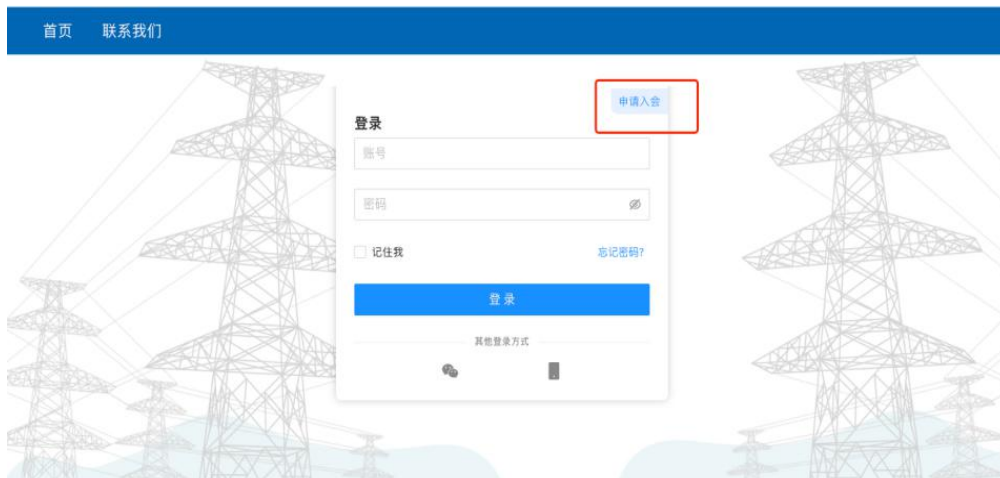 首页 联系我们
申请入会
登录
账号
密码
记住我 忘记密码?
登 录
其他登录方式